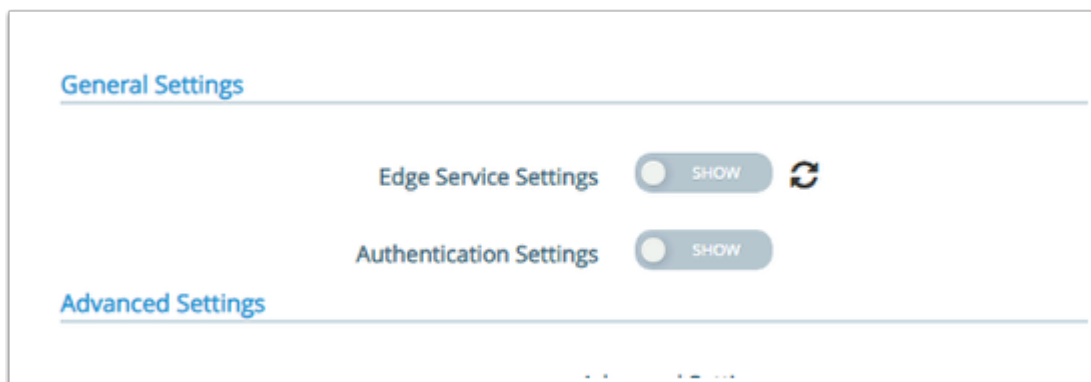 General Settings
Edge Service Settings SHOW
Authentication Settings SHOW
Advanced Settings